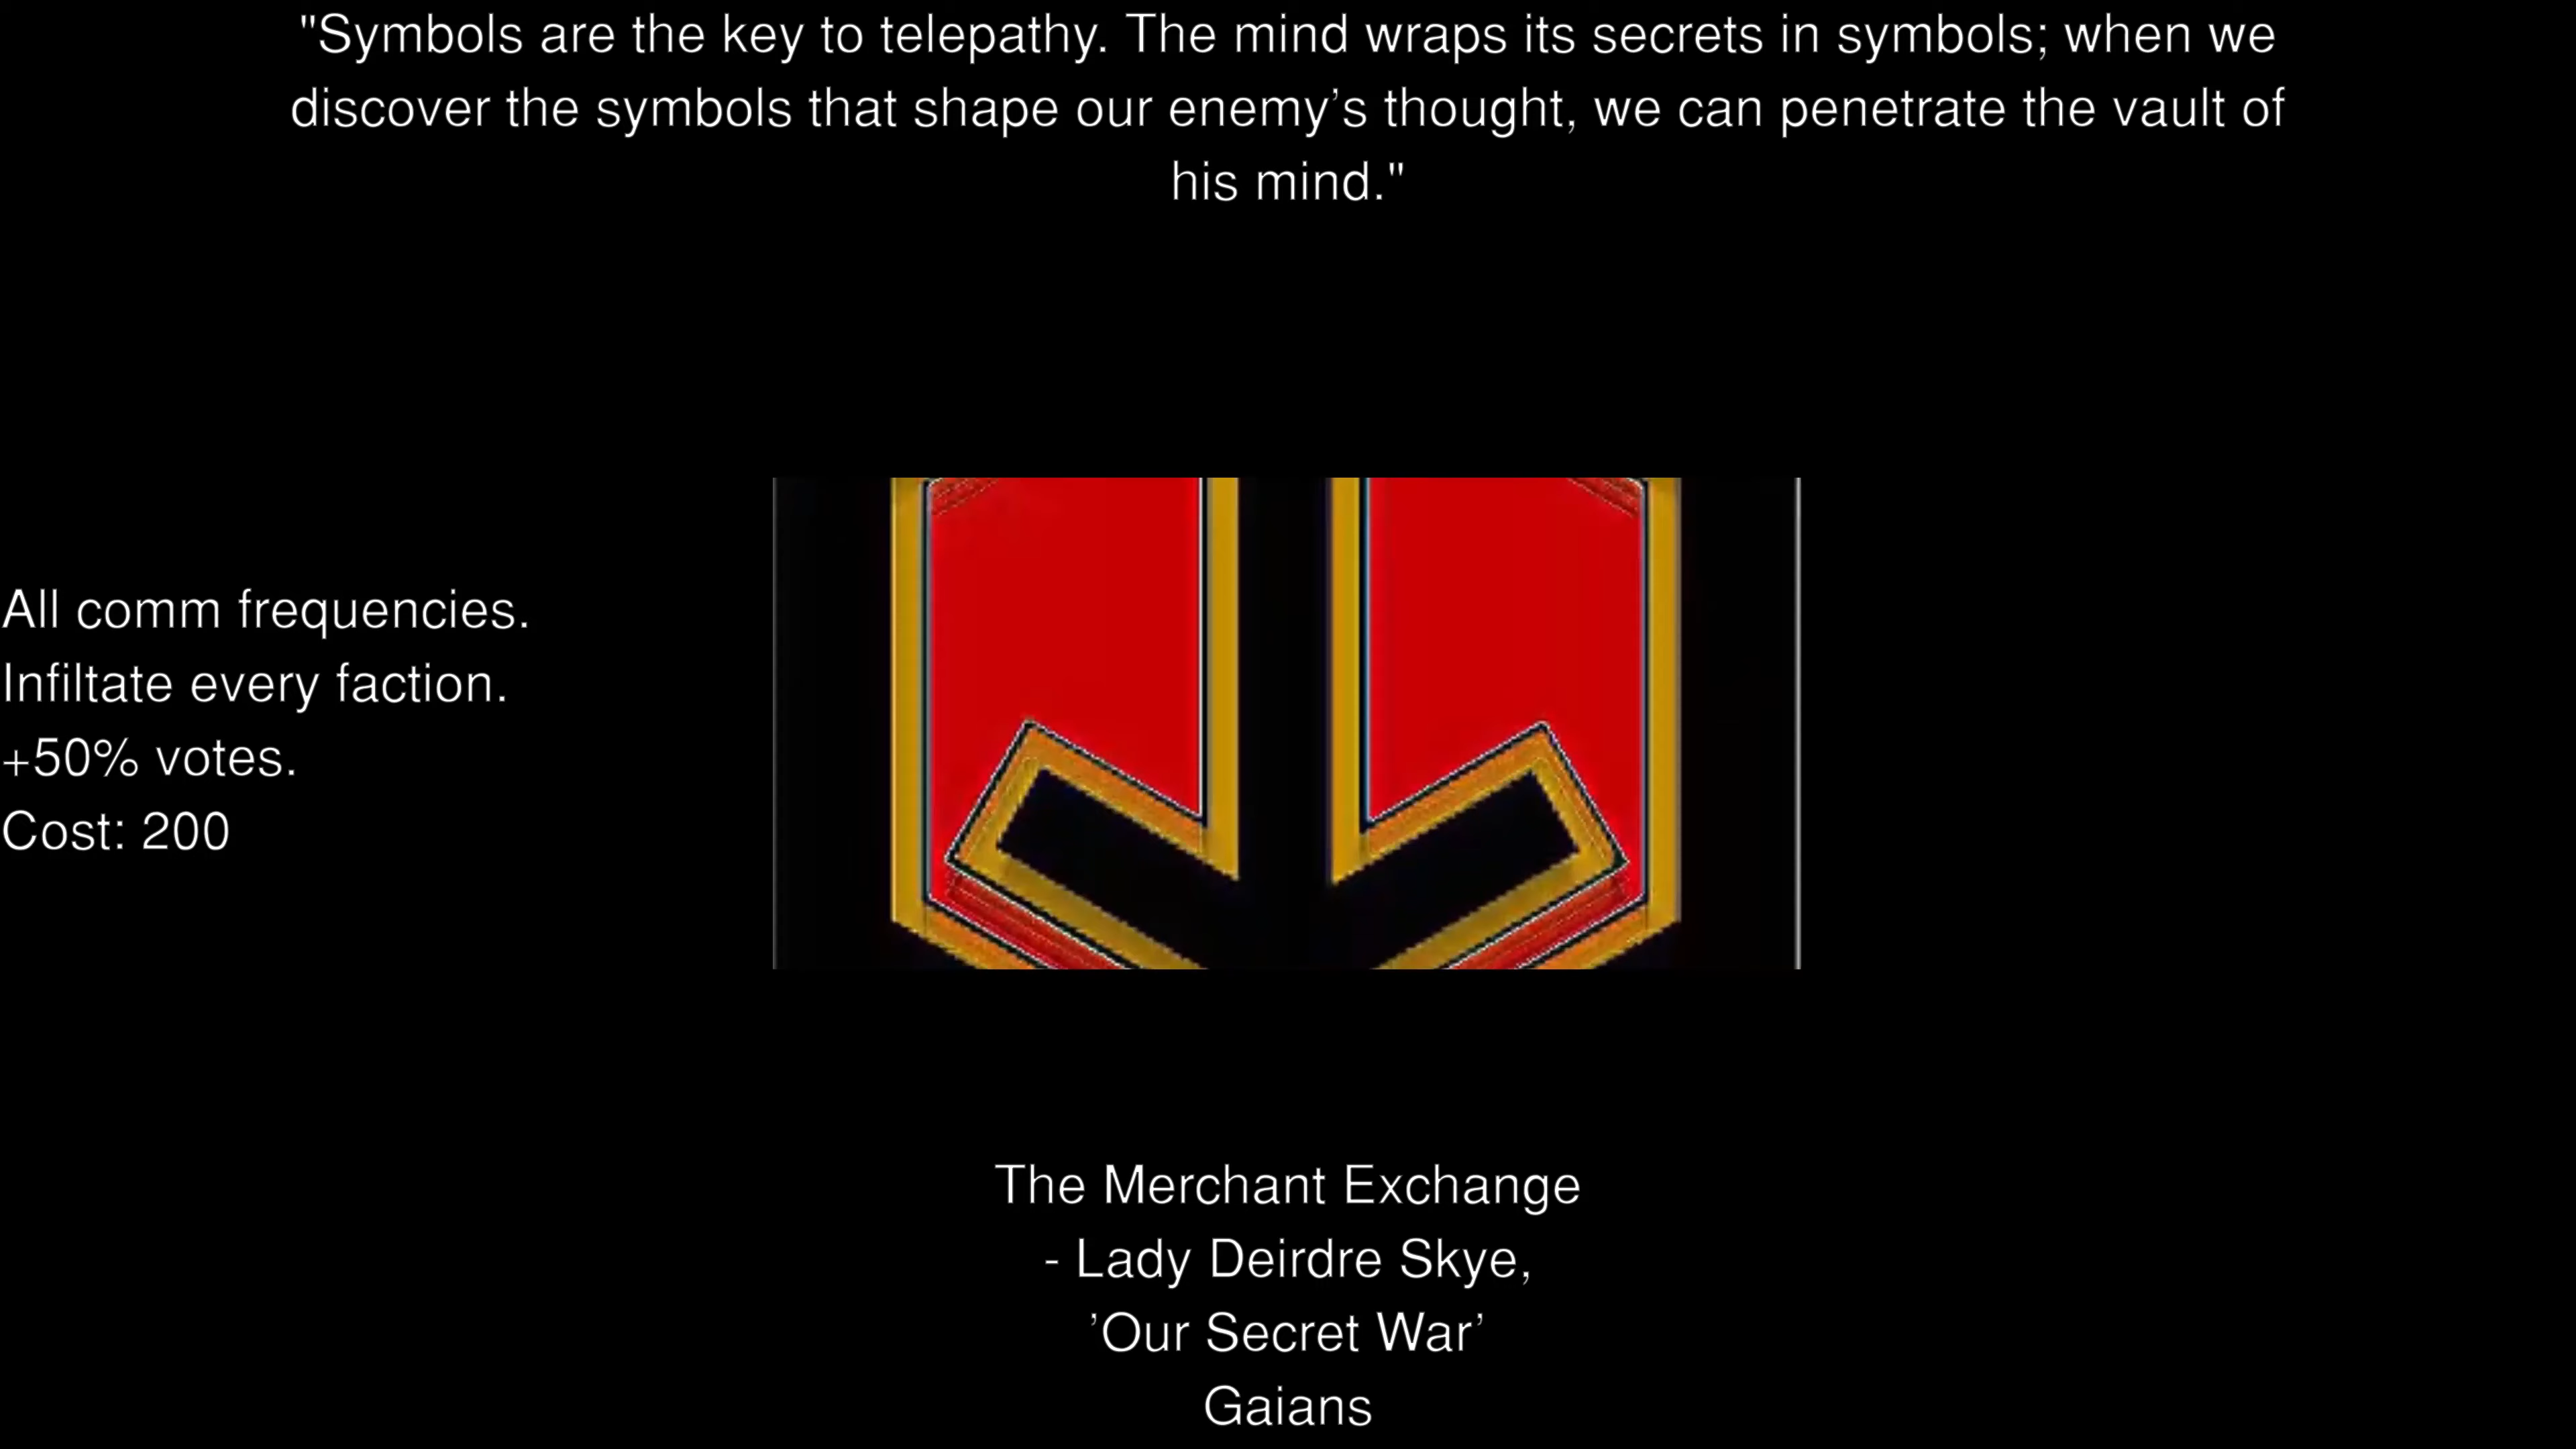 "Symbols are the key to telepathy. The mind wraps its secrets in symbols; when we
discover the symbols that shape our enemy’s thought, we can penetrate the vault of
his mind."
All comm frequencies.
Infiltate every faction.
+50% votes.
Cost: 200
The Merchant Exchange
- Lady Deirdre Skye,
’Our Secret War’
Gaians